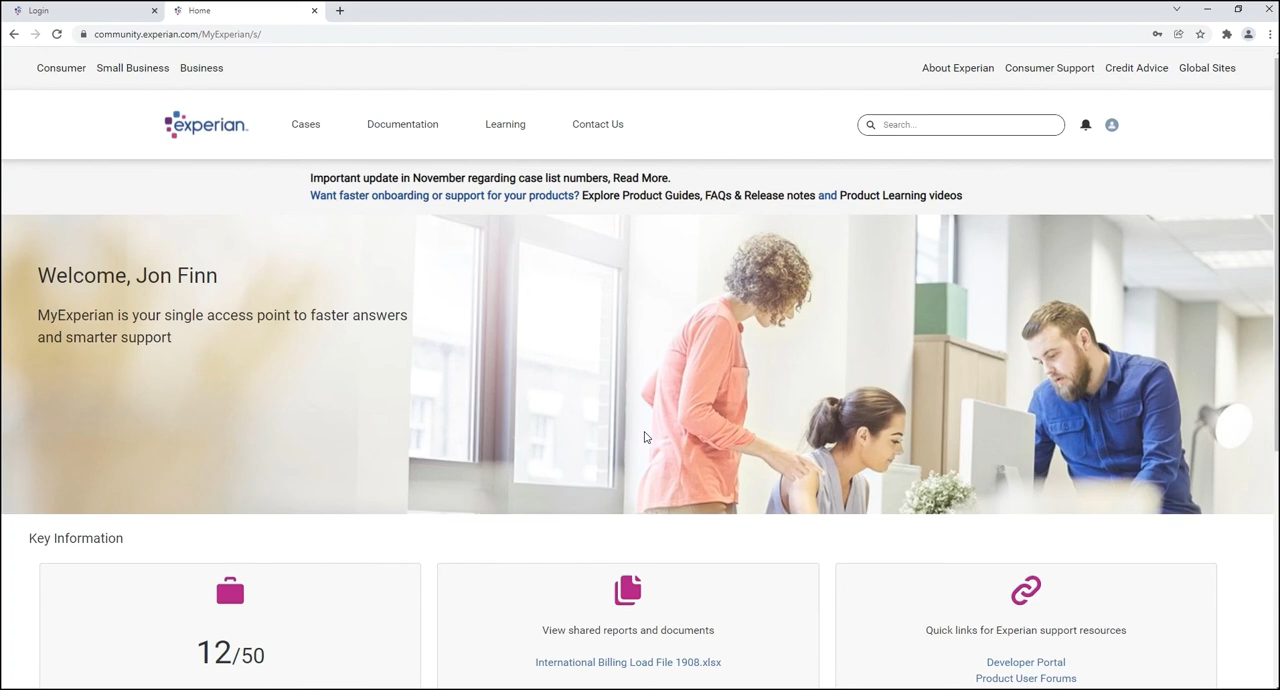 Login
Home
community.experian.com/MyExperian/s/
Consumer Small Business Business
About Experian Consumer Support Credit Advice Global Sites
experian.
Cases Documentation Learning Contact Us
Search...
Important update in November regarding case list numbers, Read More.
Want faster onboarding or support for your products? Explore Product Guides, FAQs & Release notes and Product Learning videos
Welcome, Jon Finn
MyExperian is your single access point to faster answers
and smarter support
Key Information
12/50
View shared reports and documents
International Billing Load File 1908.xlsx
Quick links for Experian support resources
Developer Portal
Product User Forums